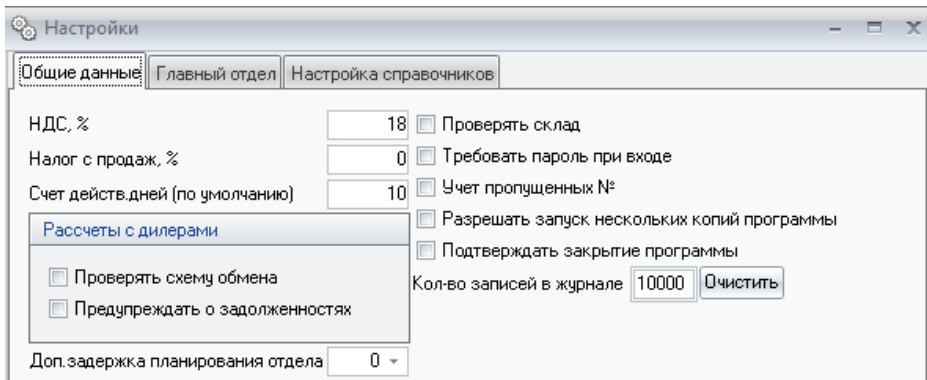 Настройки
Общие данные Главный отдел Настройка справочников
НДС, % 18
Налог с продаж, % 0
Счет действ.дней (по умолчанию) 10
Рассчеты с дилерами
Проверять схему обмена
Предупреждать о задолженностях
Доп.задержка планирования отдела 0
Проверять склад
Требовать пароль при входе
Учет пропущенных №
Разрешать запуск нескольких копий программы
Подтверждать закрытие программы
Кол-во записей в журнале 10000 Очистить